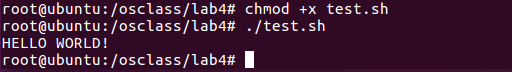 root@ubuntu:/osclass/lab4# chmod +x test.sh
root@ubuntu:/osclass/lab4# ./test.sh
HELLO WORLD!
root@ubuntu:/osclass/lab4#